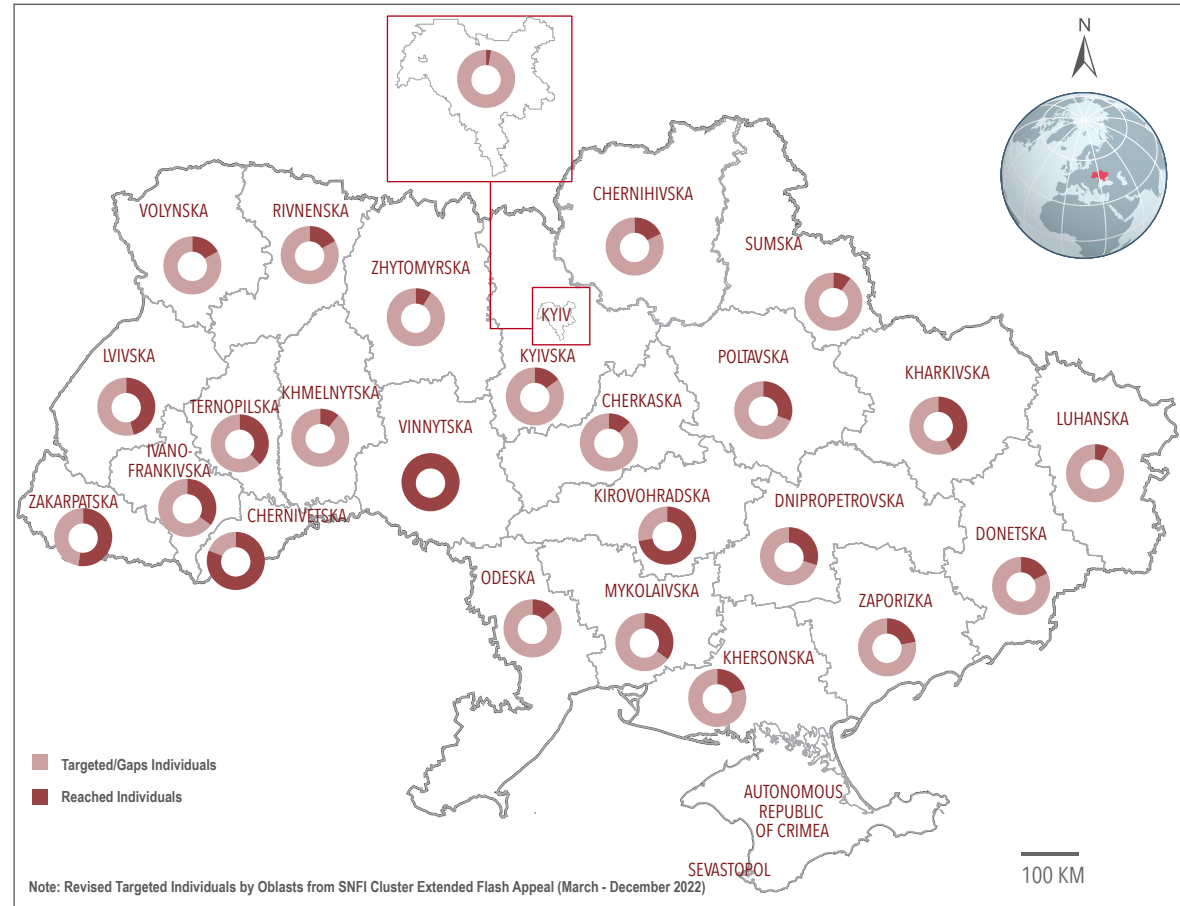 N
CHERNIHIVSKA
VOLYNSKA
RIVNENSKA
SUMSKA
ZHYTOMYRSKA
KYIV
LVIVSKA
KYIVSKA
POLTAVSKA
KHARKIVSKA
KHMELNYTSKA
TERNOPILSKA
CHERKASKA
VINNYTSKA
LUHANSKA
IVANO-
FRANKIVSKA
ZAKARPATSKA
CHERNIVETSKA
KIROVOHRADSKA
DNIPROPETROVSKA
DONETSKA
ODESKA
MYKOLAIVSKA
ZAPORIZKA
KHERSONSKA
Targeted/Gaps Individuals
Reached Individuals
AUTONOMOUS
REPUBLIC
OF CRIMEA
SEVASTOPOL
100 KM
Note: Revised Targeted Individuals by Oblasts from SNFI Cluster Extended Flash Appeal (March - December 2022)